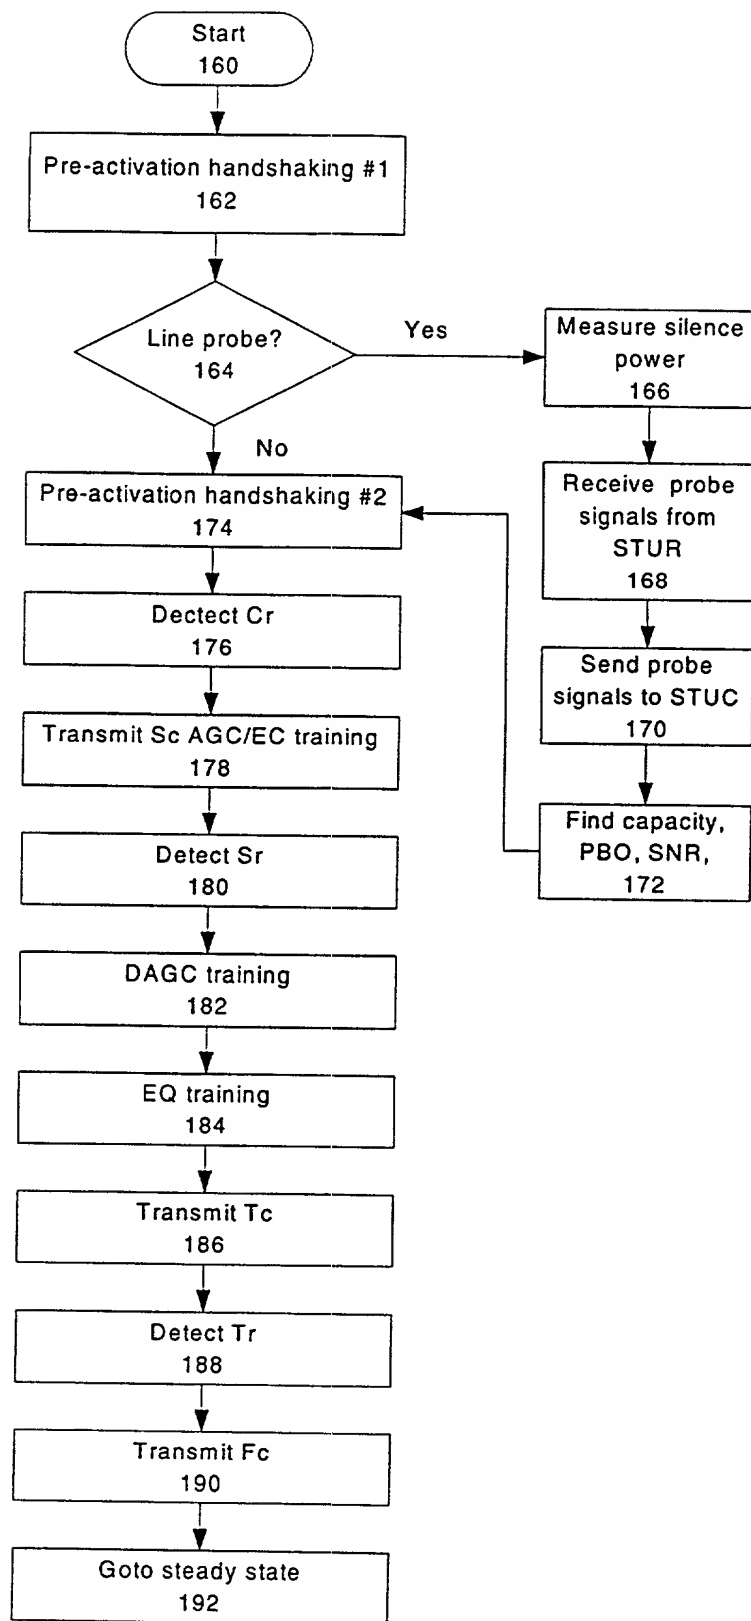 Start
160
Pre-activation handshaking #1
162
Line probe?
164
Yes
No
Measure silence
power
166
Receive probe
signals from
STUR
168
Send probe
signals to STUC
170
Find capacity,
PBO, SNR,
172
Pre-activation handshaking #2
174
Dectect Cr
176
Transmit Sc AGC/EC training
178
Detect Sr
180
DAGC training
182
EQ training
184
Transmit Tc
186
Detect Tr
188
Transmit Fc
190
Goto steady state
192